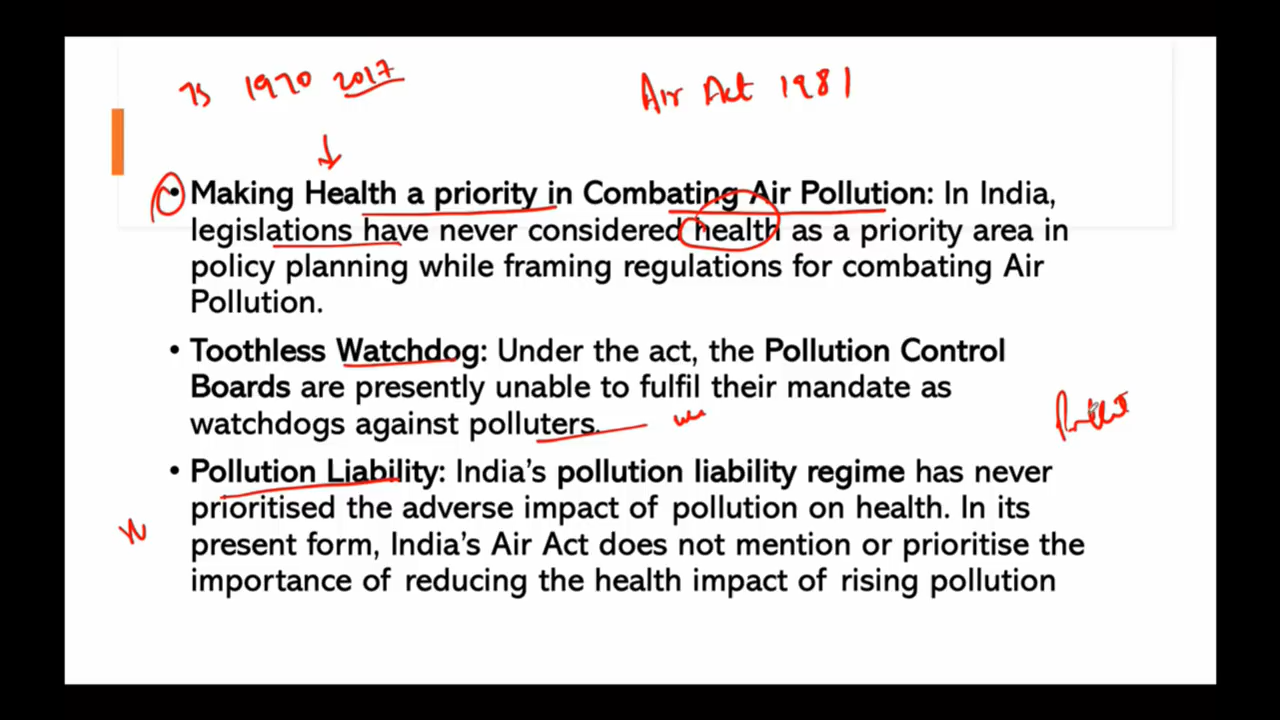 1970 2017
Air Act 1981
• Making Health a priority in Combating Air Pollution: In India,
legislations have never considered health as a priority area in
policy planning while framing regulations for combating Air
Pollution.
• Toothless Watchdog: Under the act, the Pollution Control
Boards are presently unable to fulfil their mandate as
watchdogs against polluters.
• Pollution Liability: India's pollution liability regime has never
prioritised the adverse impact of pollution on health. In its
present form, India's Air Act does not mention or prioritise the
importance of reducing the health impact of rising pollution